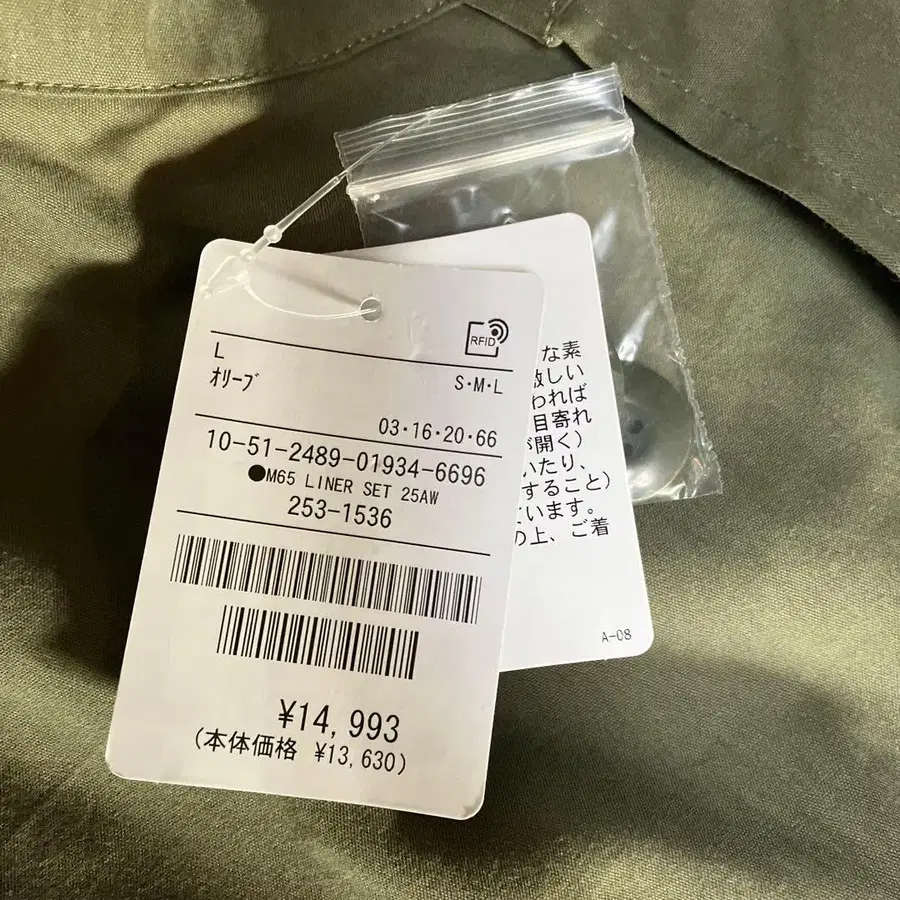 RFID
L
オリーブ
S・M・L
03・16・20・66
10-51-2489-01934-6696
●M65 LINER SET 25AW
253-1536
¥14,993
(本体価格 ¥13,630)
な素
激しい
われば
目寄れ
が開く)
いたり、
すること)
ています。
の上、ご着
A-08